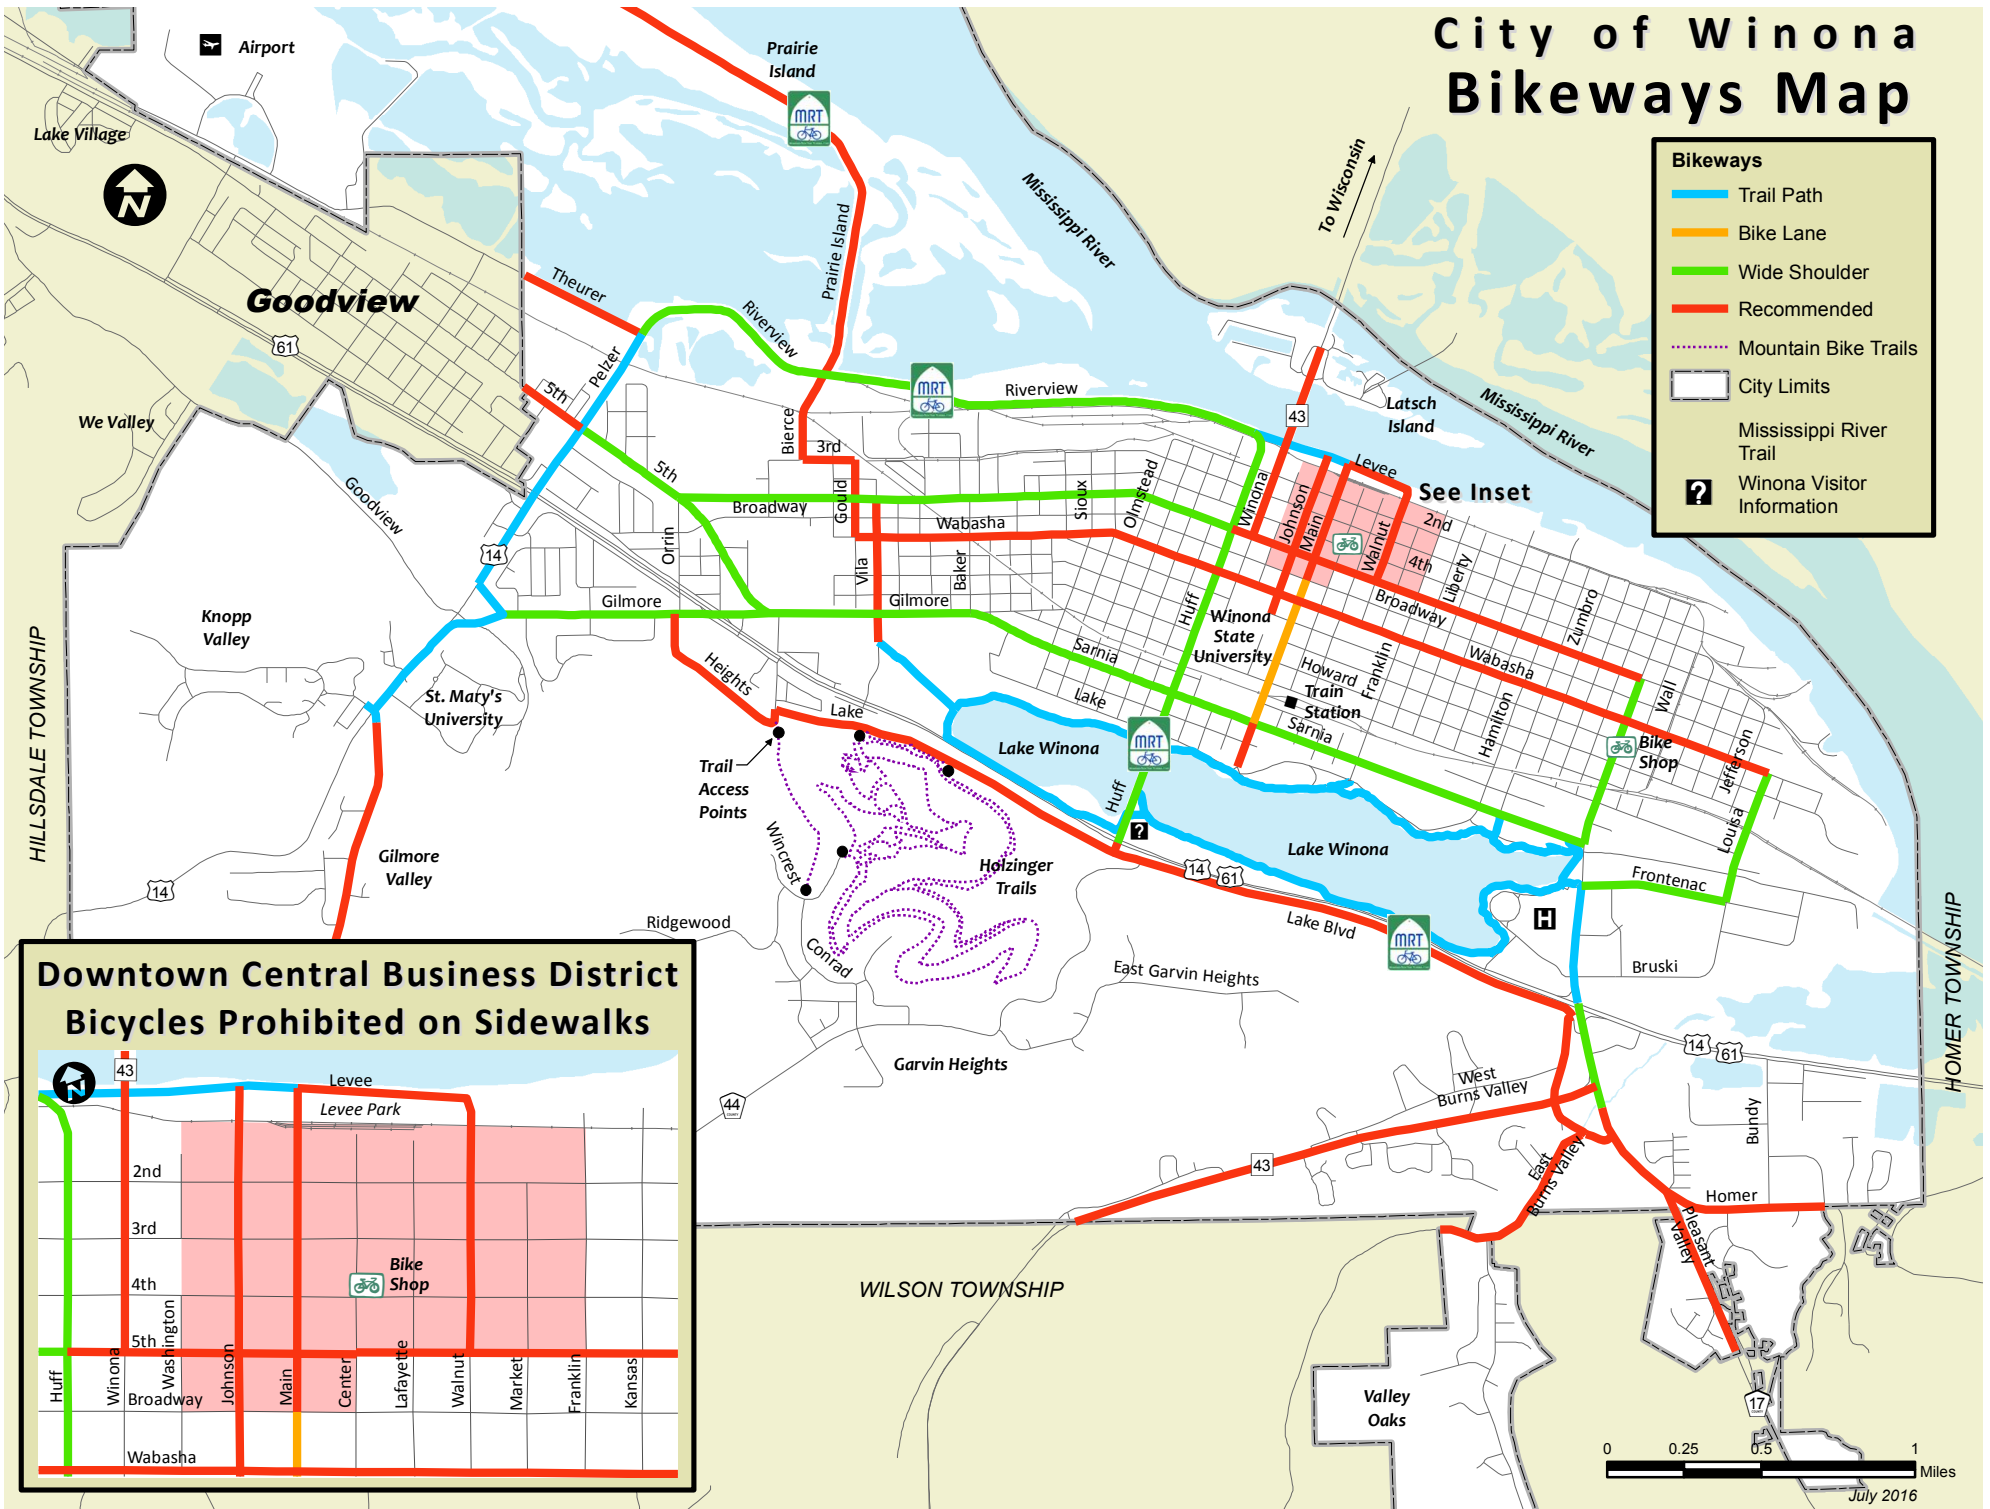 City of Winona
Bikeways Map
Bikeways
Trail Path
Bike Lane
Wide Shoulder
Recommended
Mountain Bike Trails
City Limits
Mississippi River
Trail
?
Winona Visitor
Information
Airport
Lake Village
N
Goodview
61
We Valley
Prairie
Island
MRT
Mississippi River
To Wisconsin
Prairie Island
Theurer
Riverview
Pelzer
5th
MRT
Riverview
43
Latsch
Island
Mississippi River
Levee
See Inset
Bierce
3rd
5th
Goodview
Broadway
Gould
Wabasha
Sioux
Olmstead
Winona
Johnson
Main
Walnut
2nd
4th
Liberty
14
Orrin
Vila
Baker
Gilmore
Gilmore
Huff
Winona
State
University
Broadway
Zumbro
Knopp
Valley
HILLSDALE TOWNSHIP
St. Mary's
University
Heights
Lake
Sarnia
Lake
Howard
Franklin
Train
Station
Sarnia
Wabasha
Hamilton
Wall
Bike
Shop
Jefferson
Louisa
Trail
Access
Points
Lake Winona
MRT
Huff
?
Lake Winona
Wincrest
Holzinger
Trails
14
61
Gilmore
Valley
14
Frontenac
H
Ridgewood
Conrad
Lake Blvd
MRT
Bruski
East Garvin Heights
HOMER TOWNSHIP
Garvin Heights
44
COUNTY
West
Burns Valley
14
61
Bundy
43
East
Burns Valley
Homer
Pleasant
Valley
WILSON TOWNSHIP
Valley
Oaks
17
COUNTY
0
0.25
0.5
1
Miles
July 2016
Downtown Central Business District
Bicycles Prohibited on Sidewalks
N
43
Levee
Levee Park
2nd
3rd
4th
Bike
Shop
5th
Huff
Winona
Washington
Broadway
Johnson
Main
Center
Lafayette
Walnut
Market
Franklin
Kansas
Wabasha